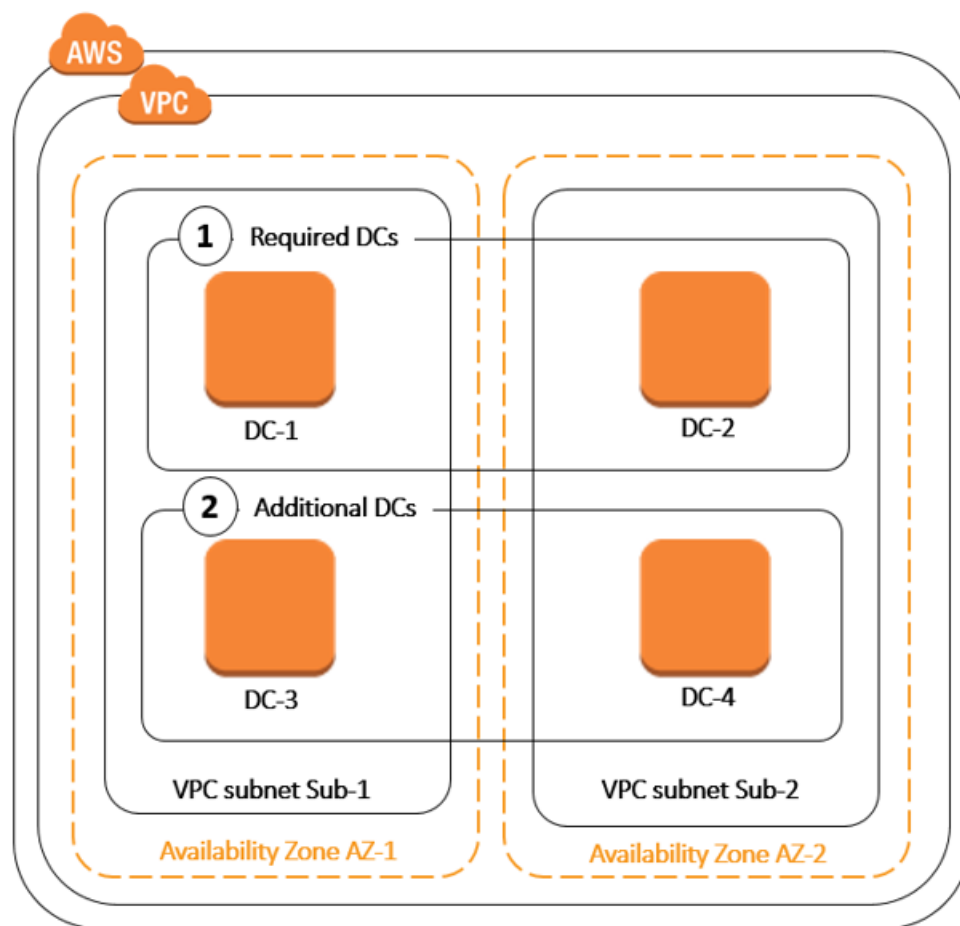 AWS
VPC
1 Required DCs
DC-1
DC-2
2 Additional DCs
DC-3
DC-4
VPC subnet Sub-1
VPC subnet Sub-2
Availability Zone AZ-1
Availability Zone AZ-2